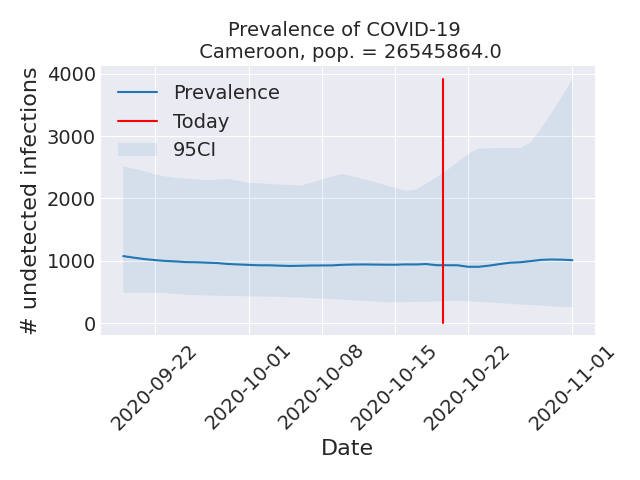 Prevalence of COVID-19
Cameroon, pop. = 26545864.0
# undetected infections
4000
3000
2000
1000
0
Prevalence
Today
95CI
2020-09-22
2020-10-01
2020-10-08
2020-10-15
2020-10-22
2020-11-01
Date